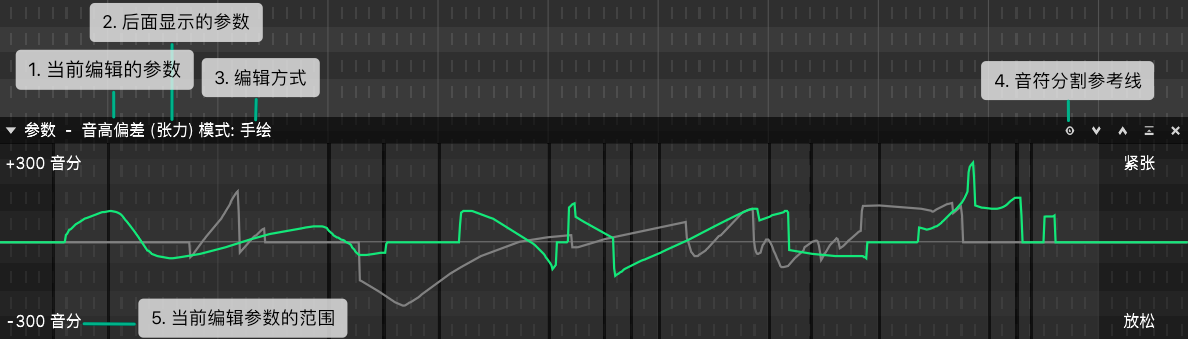 2. 后面显示的参数
1. 当前编辑的参数
3. 编辑方式
4. 音符分割参考线
参数 - 音高偏差 (张力) 模式: 手绘
+300 音分
紧张
-300 音分
5. 当前编辑参数的范围
放松